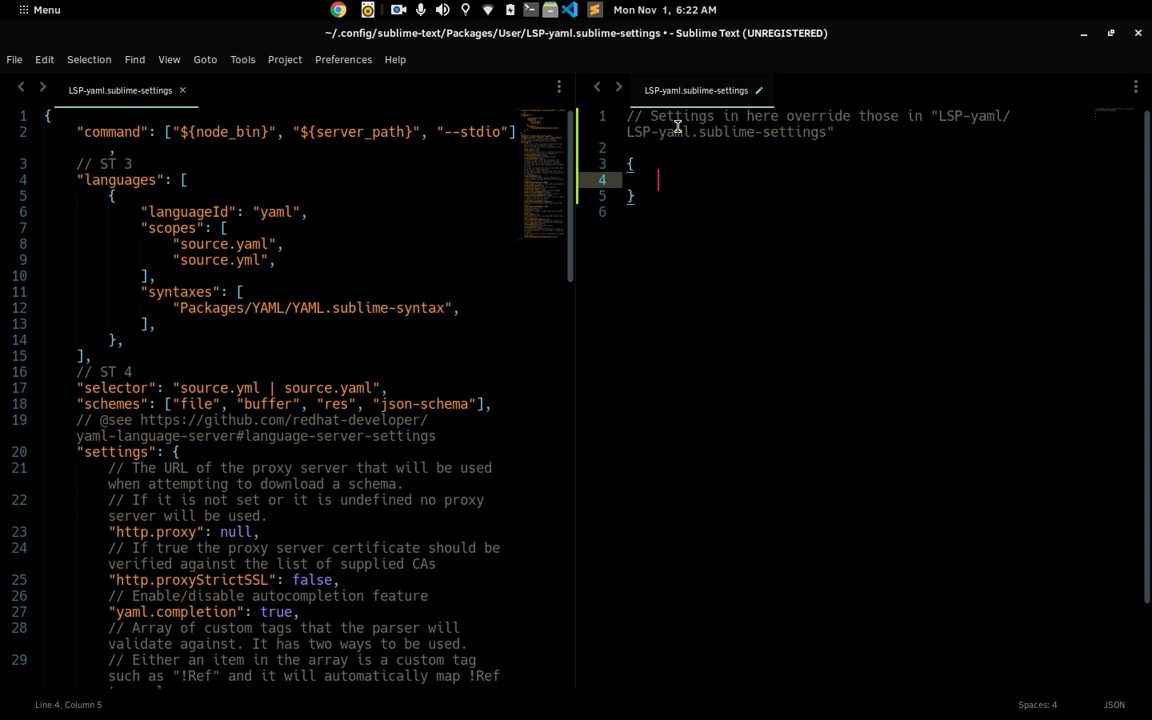 Menu
Mon Nov 1, 6:22 AM
~/.config/sublime-text/Packages/User/LSP-yaml.sublime-settings • - Sublime Text (UNREGISTERED)
File Edit Selection Find View Goto Tools Project Preferences Help
LSP-yaml.sublime-settings
1 {
2 "command": ["${node_bin}", "${server_path}", "--stdio"]
,
3 // ST 3
4 "languages": [
5 {
6 "languageId": "yaml",
7 "scopes": [
8 "source.yaml",
9 "source.yml",
10 ],
11 "syntaxes": [
12 "Packages/YAML/YAML.sublime-syntax",
13 ],
14 },
15 ],
16 // ST 4
17 "selector": "source.yml | source.yaml",
18 "schemes": ["file", "buffer", "res", "json-schema"],
19 // @see https://github.com/redhat-developer/
yaml-language-server#language-server-settings
20 "settings": {
21 // The URL of the proxy server that will be used
when attempting to download a schema.
22 // If it is not set or it is undefined no proxy
server will be used.
23 "http.proxy": null,
24 // If true the proxy server certificate should be
verified against the list of supplied CAs
25 "http.proxyStrictSSL": false,
26 // Enable/disable autocompletion feature
27 "yaml.completion": true,
28 // Array of custom tags that the parser will
validate against. It has two ways to be used.
29 // Either an item in the array is a custom tag
such as "!Ref" and it will automatically map !Ref
LSP-yaml.sublime-settings
1 // Settings in here override those in "LSP-yaml/
LSP-yaml.sublime-settings"
2
3 {
4
5 }
6
Line 4, Column 5
Spaces: 4
JSON